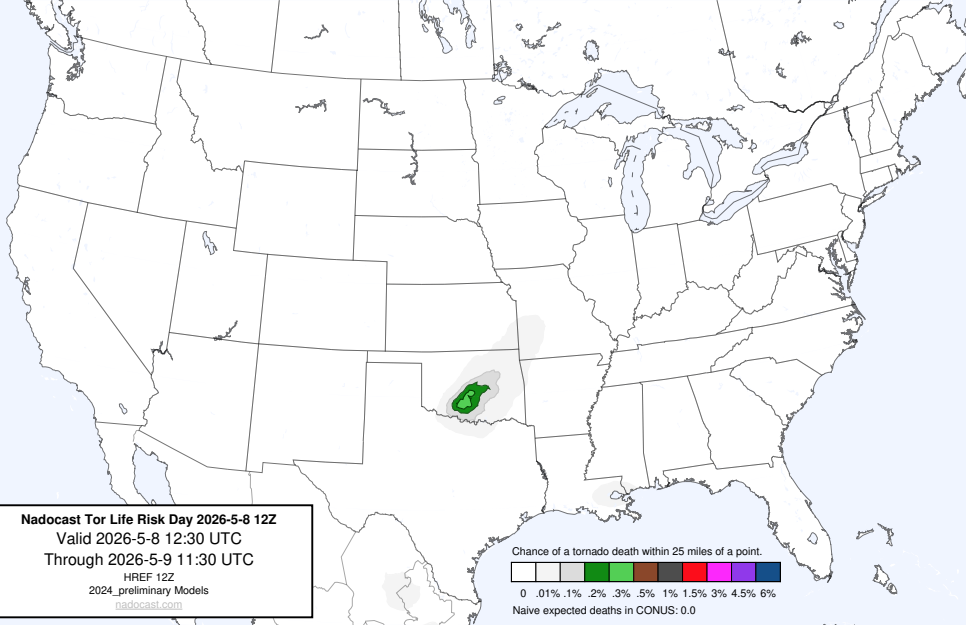 Nadocast Tor Life Risk Day 2026-5-8 12Z
Valid 2026-5-8 12:30 UTC
Through 2026-5-9 11:30 UTC
HREF 12Z
2024_preliminary Models
nadocast.com
Chance of a tornado death within 25 miles of a point.
0 .01% .1% .2% .3% .5% 1% 1.5% 3% 4.5% 6%
Naive expected deaths in CONUS: 0.0